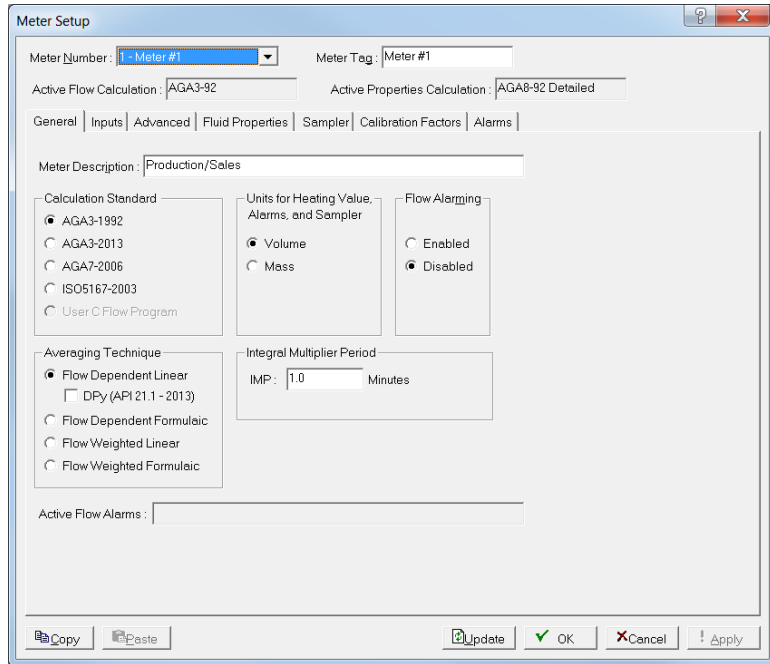 Meter Setup
Meter Number : 1 - Meter #1 Meter Tag : Meter #1
Active Flow Calculation : AGA3-92 Active Properties Calculation : AGA8-92 Detailed
General Inputs Advanced Fluid Properties Sampler Calibration Factors Alarms
Meter Description : Production/Sales
Calculation Standard
AGA3-1992
AGA3-2013
AGA7-2006
ISO5167-2003
User C Flow Program
Units for Heating Value,
Alarms, and Sampler
Volume
Mass
Flow Alarming
Enabled
Disabled
Averaging Technique
Flow Dependent Linear
DPy (API 21.1 - 2013)
Flow Dependent Formulaic
Flow Weighted Linear
Flow Weighted Formulaic
Integral Multiplier Period
IMP : 1.0 Minutes
Active Flow Alarms :
Copy Paste Update OK Cancel ! Apply